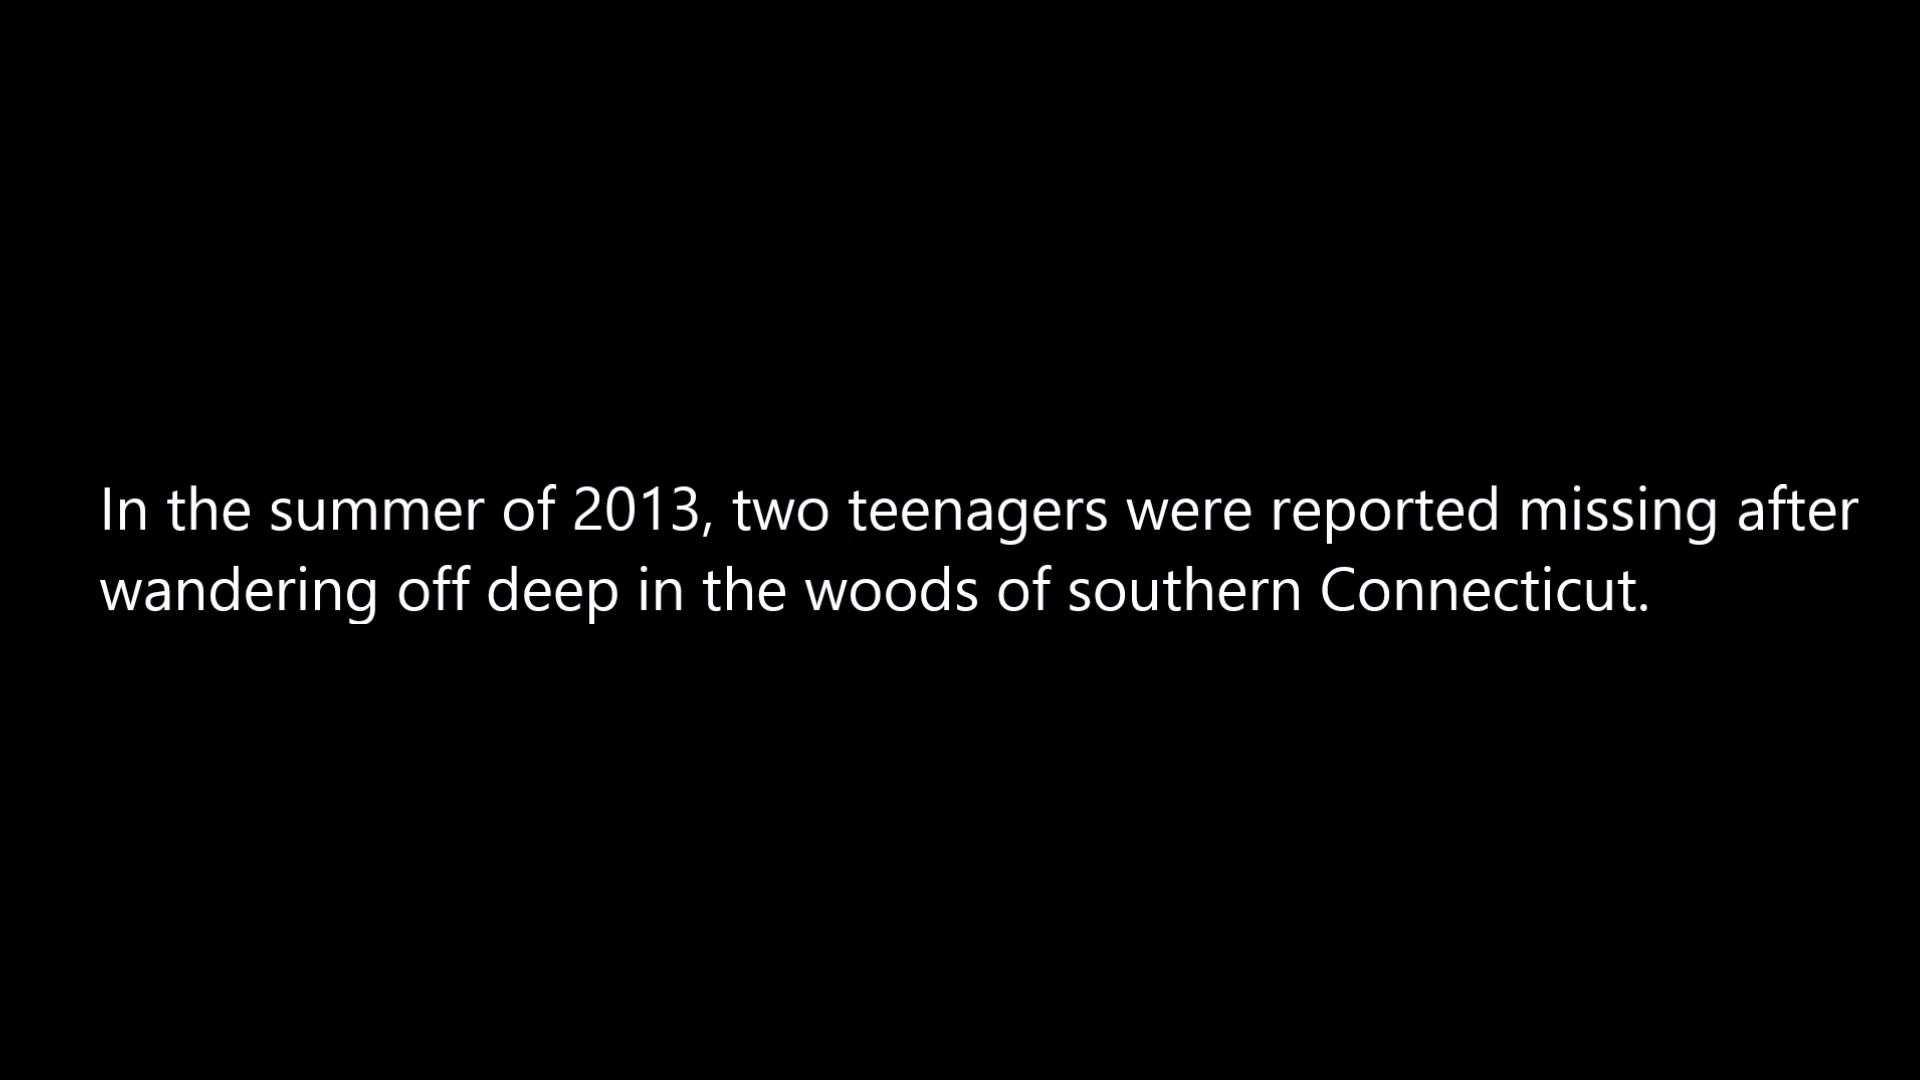 In the summer of 2013, two teenagers were reported missing after
wandering off deep in the woods of southern Connecticut.